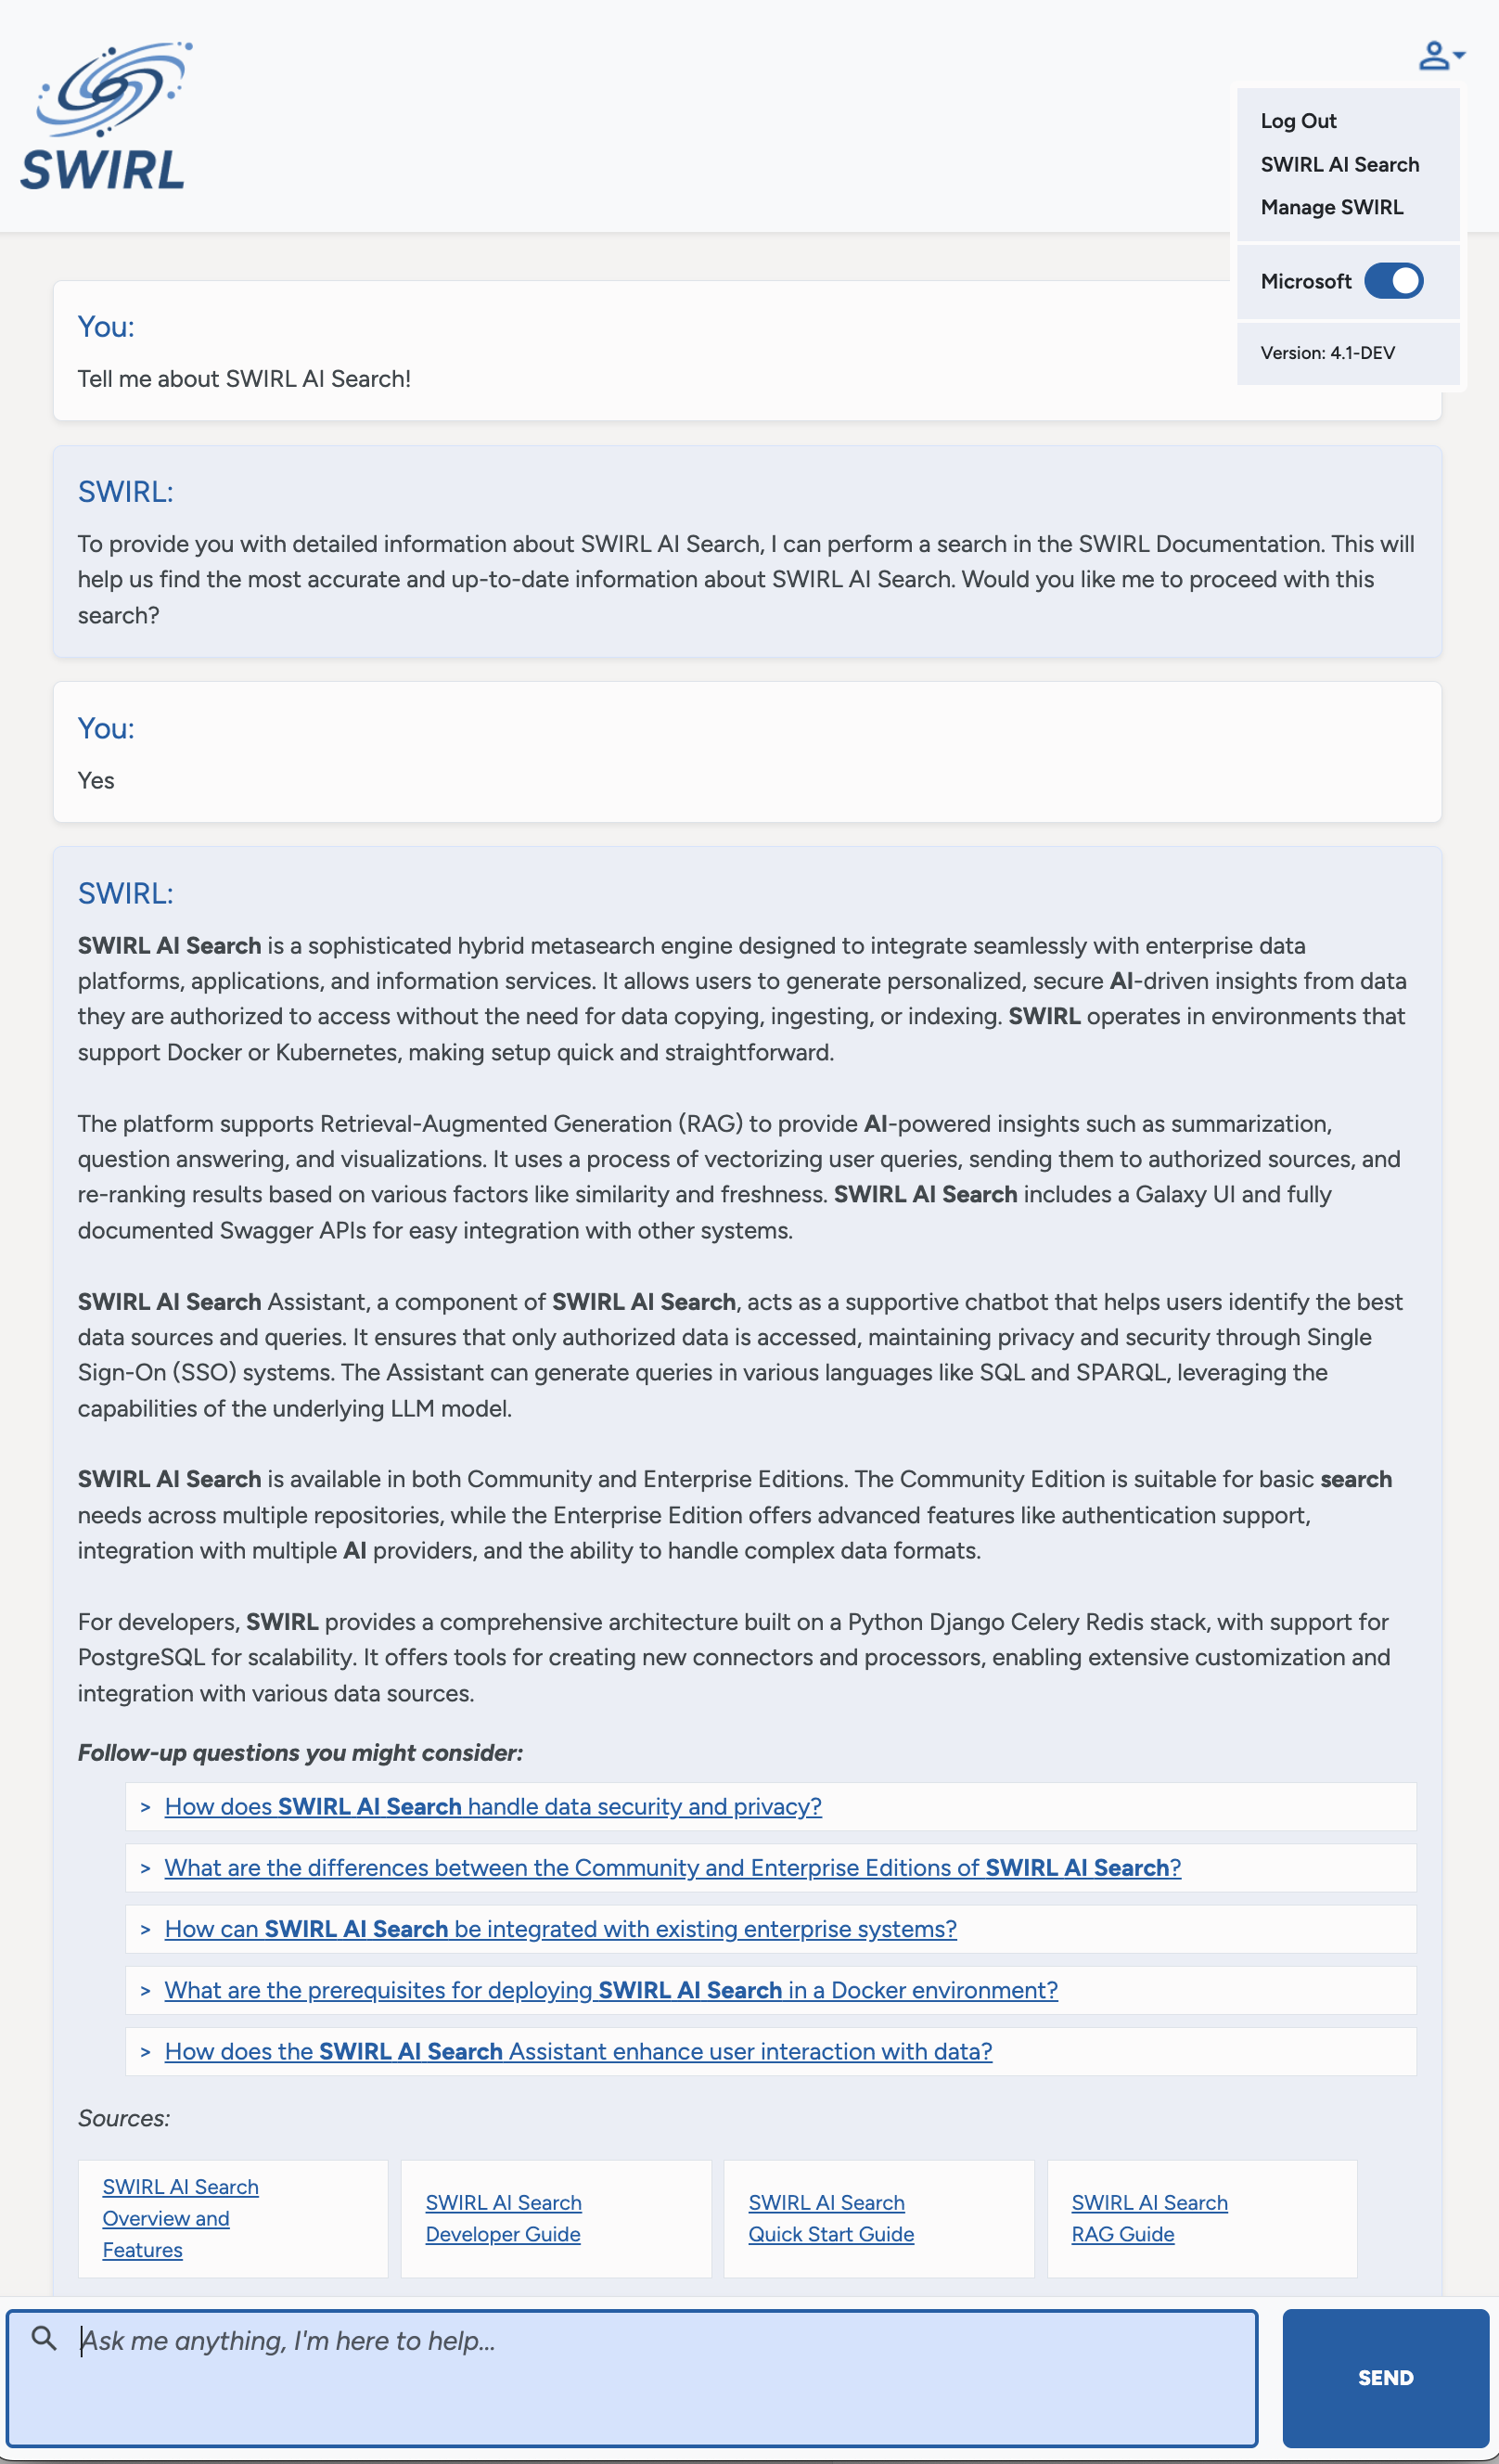 SWIRL
Log Out
SWIRL AI Search
Manage SWIRL
Microsoft
Version: 4.1-DEV
You:
Tell me about SWIRL AI Search!
SWIRL:
To provide you with detailed information about SWIRL AI Search, I can perform a search in the SWIRL Documentation. This will
help us find the most accurate and up-to-date information about SWIRL AI Search. Would you like me to proceed with this
search?
You:
Yes
SWIRL:
SWIRL AI Search is a sophisticated hybrid metasearch engine designed to integrate seamlessly with enterprise data
platforms, applications, and information services. It allows users to generate personalized, secure AI-driven insights from data
they are authorized to access without the need for data copying, ingesting, or indexing. SWIRL operates in environments that
support Docker or Kubernetes, making setup quick and straightforward.
The platform supports Retrieval-Augmented Generation (RAG) to provide AI-powered insights such as summarization,
question answering, and visualizations. It uses a process of vectorizing user queries, sending them to authorized sources, and
re-ranking results based on various factors like similarity and freshness. SWIRL AI Search includes a Galaxy UI and fully
documented Swagger APIs for easy integration with other systems.
SWIRL AI Search Assistant, a component of SWIRL AI Search, acts as a supportive chatbot that helps users identify the best
data sources and queries. It ensures that only authorized data is accessed, maintaining privacy and security through Single
Sign-On (SSO) systems. The Assistant can generate queries in various languages like SQL and SPARQL, leveraging the
capabilities of the underlying LLM model.
SWIRL AI Search is available in both Community and Enterprise Editions. The Community Edition is suitable for basic search
needs across multiple repositories, while the Enterprise Edition offers advanced features like authentication support,
integration with multiple AI providers, and the ability to handle complex data formats.
For developers, SWIRL provides a comprehensive architecture built on a Python Django Celery Redis stack, with support for
PostgreSQL for scalability. It offers tools for creating new connectors and processors, enabling extensive customization and
integration with various data sources.
Follow-up questions you might consider:
> How does SWIRL AI Search handle data security and privacy?
> What are the differences between the Community and Enterprise Editions of SWIRL AI Search?
> How can SWIRL AI Search be integrated with existing enterprise systems?
> What are the prerequisites for deploying SWIRL AI Search in a Docker environment?
> How does the SWIRL AI Search Assistant enhance user interaction with data?
Sources:
SWIRL AI Search
Overview and
Features
SWIRL AI Search
Developer Guide
SWIRL AI Search
Quick Start Guide
SWIRL AI Search
RAG Guide
Ask me anything, I'm here to help...
SEND